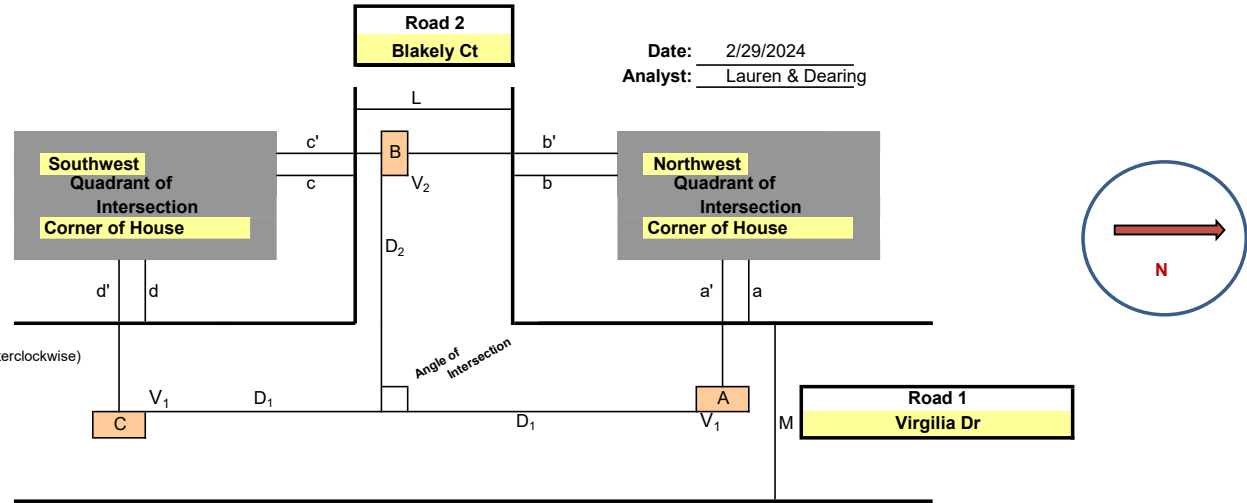 Road 2
Blakely Ct
Date: 2/29/2024
Analyst: Lauren & Dearing
L
c' B b'
Southwest
Quadrant of
Intersection
Corner of House
c V₂ b
Northwest
Quadrant of
Intersection
Corner of House
D₂
N
d' d a' a
terclockwise)
Angle of
Intersection
V₁ D₁ A
C D₁ V₁ M
Road 1
Virgilia Dr